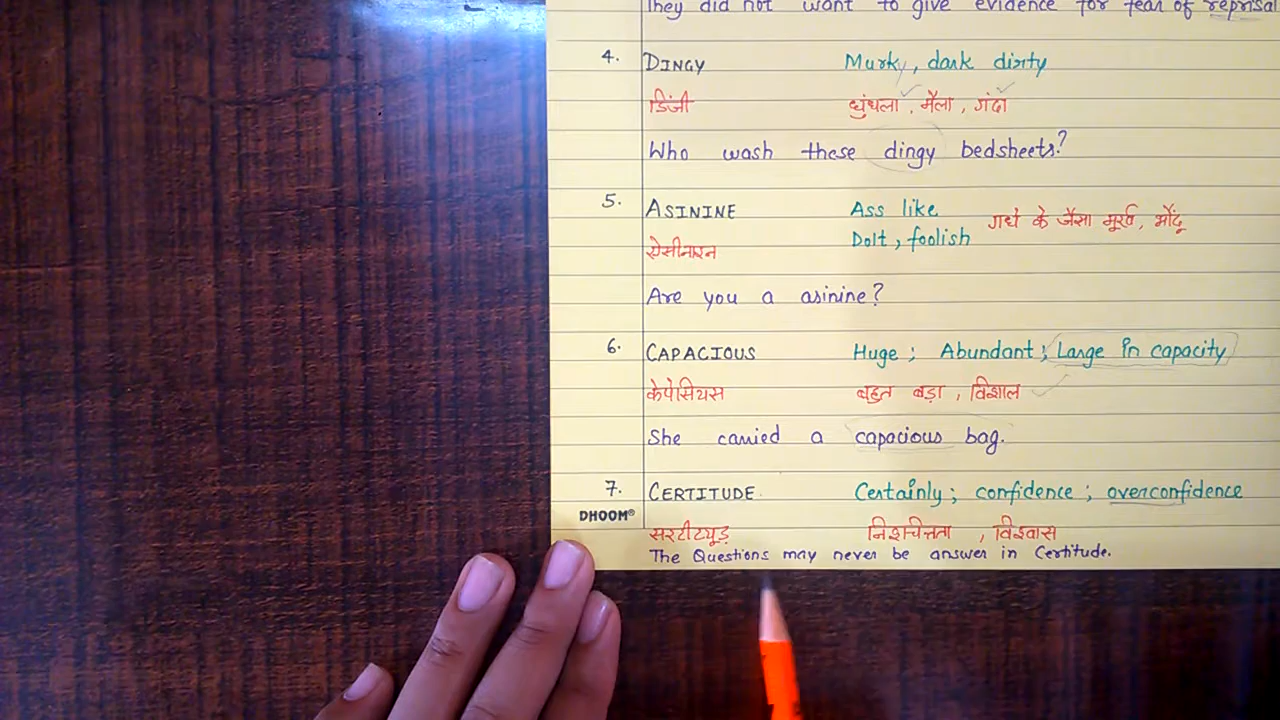 They did not want to give evidence for fear of reprisal
4. DINGY Murky, dark dirty
डिंजी धुंधला, मैला, गंदा
Who wash these dingy bedsheets?
5. ASININE Ass like
Dolt, foolish गधे के जैसा मूर्ख, भोंदू
ऐसीनाइन
Are you a asinine?
6. CAPACIOUS Huge; Abundant; Large in capacity
केपेसियस बहुत बड़ा, विशाल
She carried a capacious bag.
7. CERTITUDE Certainly; confidence; overconfidence
DHOOM®
सरटीट्यूड़ निश्चिन्तता, विश्वास
The Questions may never be answer in Certitude.